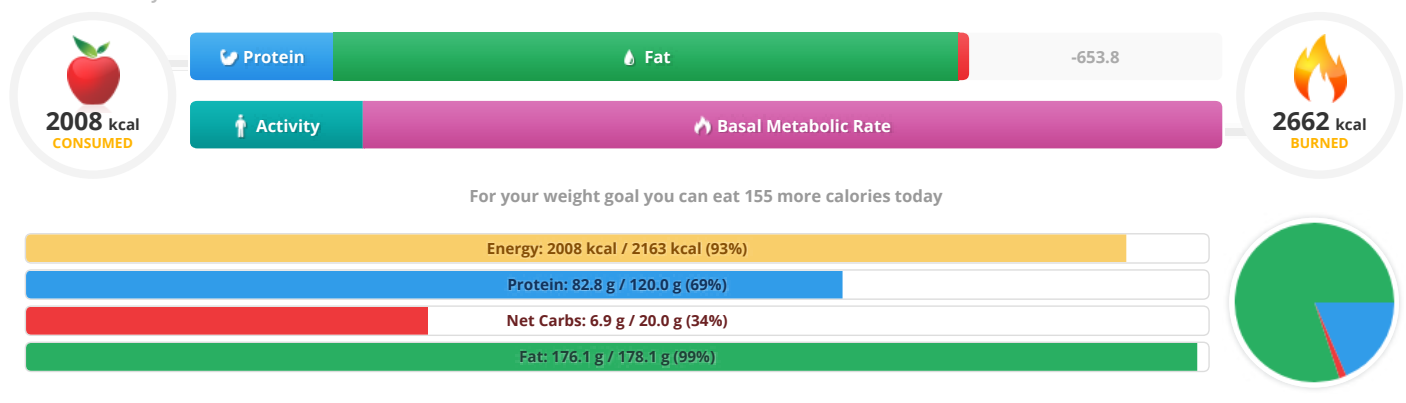 Protein
Fat
-653.8
2008 kcal
CONSUMED
2662 kcal
BURNED
Activity
Basal Metabolic Rate
For your weight goal you can eat 155 more calories today
Energy: 2008 kcal / 2163 kcal (93%)
Protein: 82.8 g / 120.0 g (69%)
Net Carbs: 6.9 g / 20.0 g (34%)
Fat: 176.1 g / 178.1 g (99%)